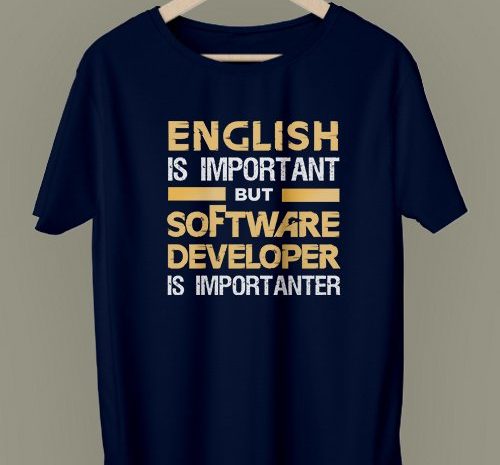 ENGLISH
IS IMPORTANT
BUT
SOFTWARE
DEVELOPER
IS IMPORTANTER